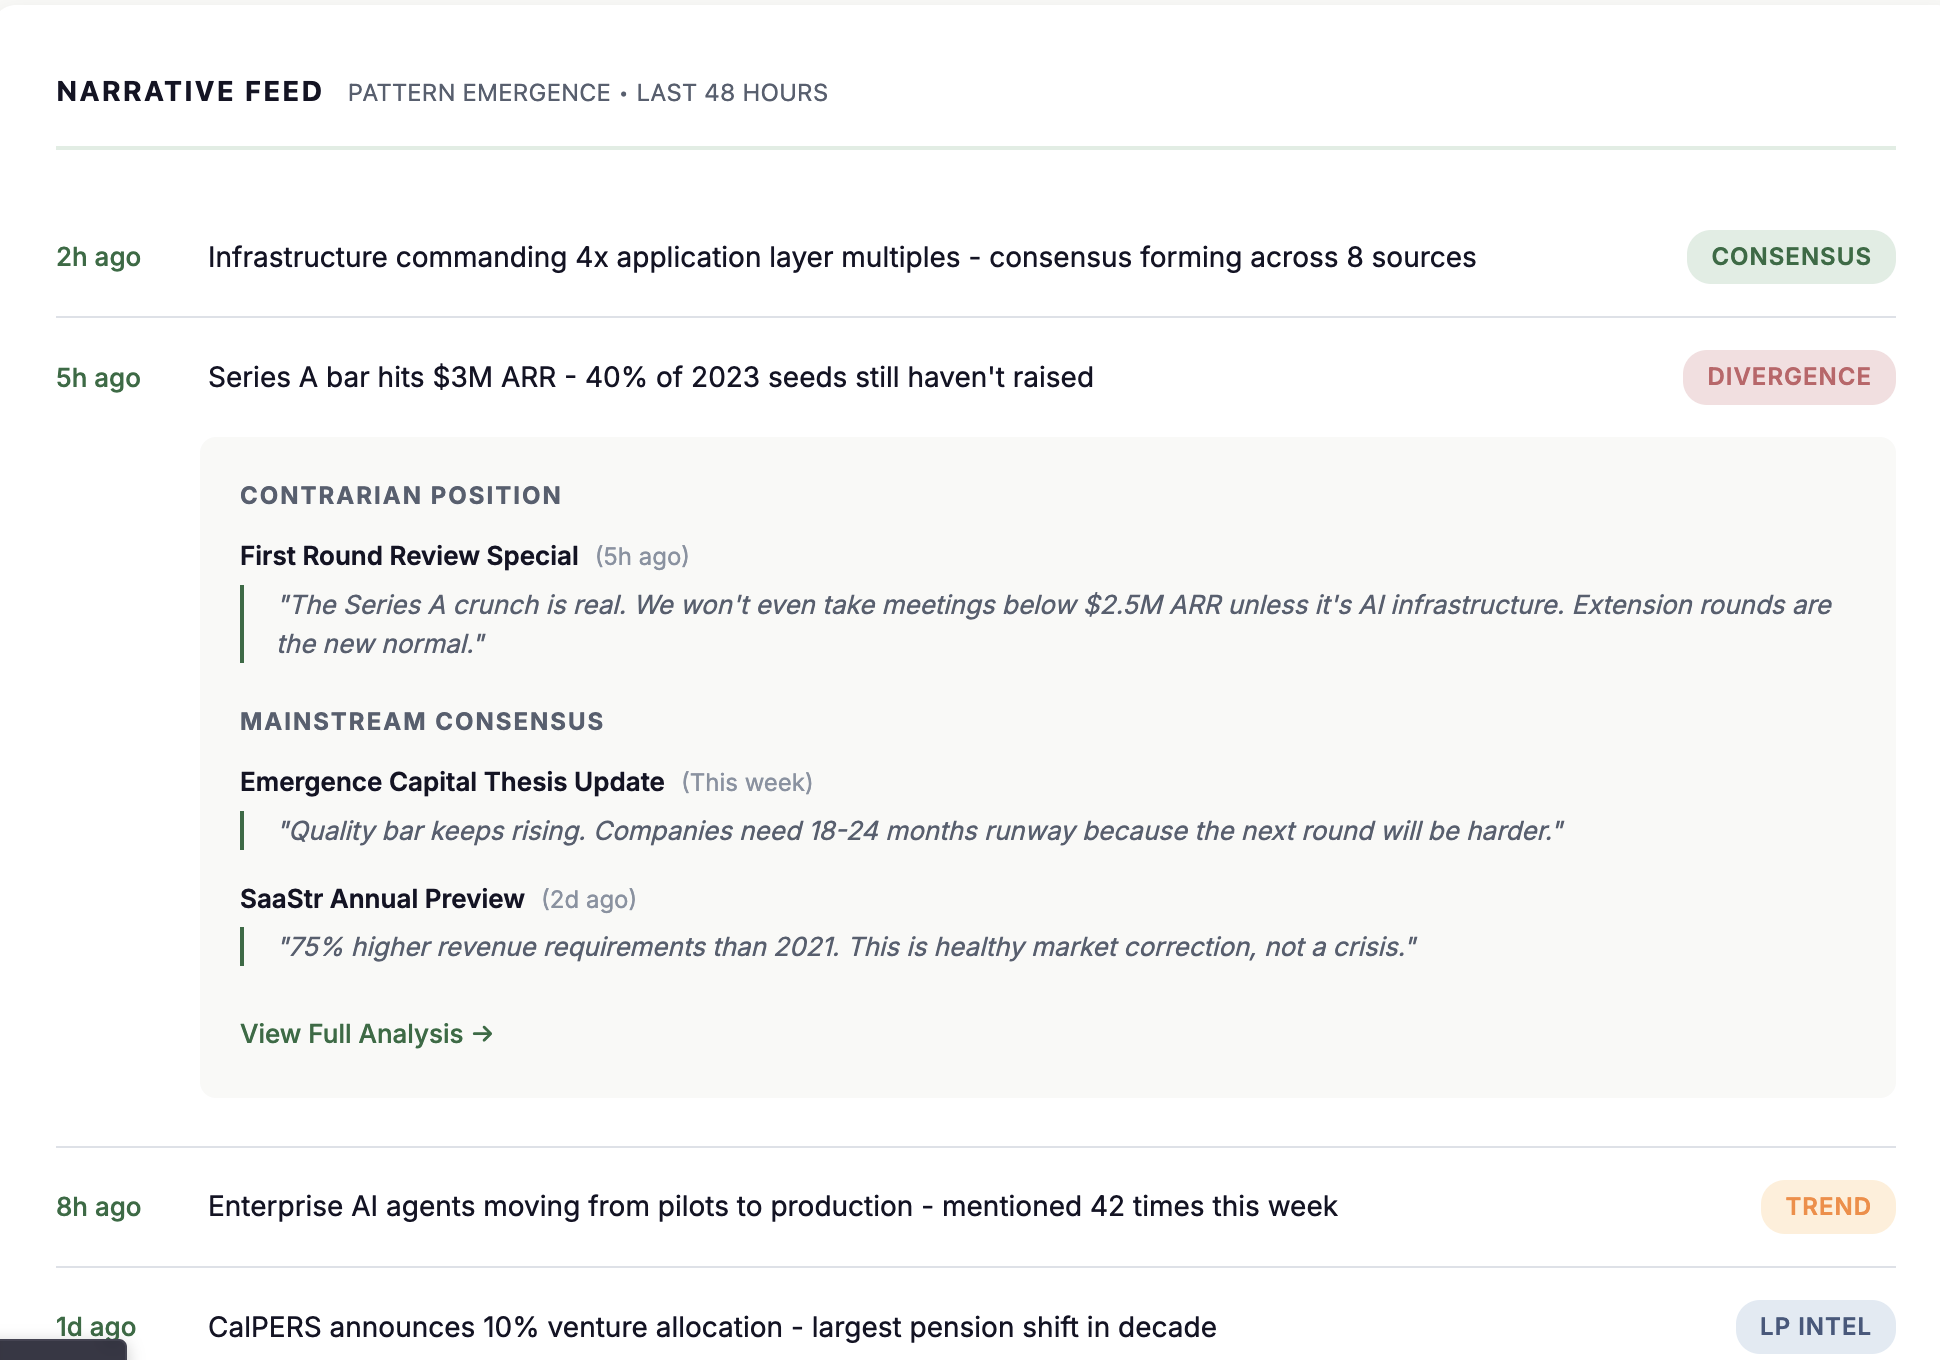 NARRATIVE FEED PATTERN EMERGENCE • LAST 48 HOURS
2h ago Infrastructure commanding 4x application layer multiples - consensus forming across 8 sources CONSENSUS
5h ago Series A bar hits $3M ARR - 40% of 2023 seeds still haven't raised DIVERGENCE
CONTRARIAN POSITION
First Round Review Special (5h ago)
"The Series A crunch is real. We won't even take meetings below $2.5M ARR unless it's AI infrastructure. Extension rounds are
the new normal."
MAINSTREAM CONSENSUS
Emergence Capital Thesis Update (This week)
"Quality bar keeps rising. Companies need 18-24 months runway because the next round will be harder."
SaaStr Annual Preview (2d ago)
"75% higher revenue requirements than 2021. This is healthy market correction, not a crisis."
View Full Analysis →
8h ago Enterprise AI agents moving from pilots to production - mentioned 42 times this week TREND
1d ago CalPERS announces 10% venture allocation - largest pension shift in decade LP INTEL